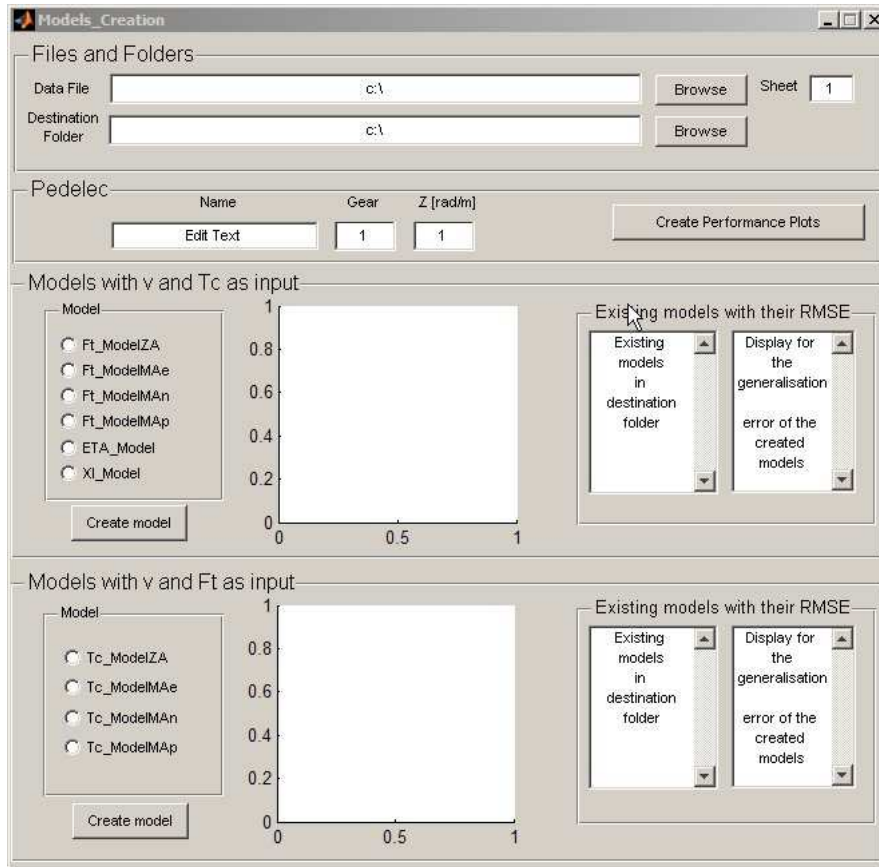 Models_Creation
Files and Folders
Data File
c:\
Browse
Sheet
1
Destination
Folder
c:\
Browse
Pedelec
Name
Gear
Z [rad/m]
Edit Text
1
1
Create Performance Plots
Models with v and Tc as input
Model
Ft_ModelZA
Ft_ModelMAe
Ft_ModelMAn
Ft_ModelMAp
ETA_Model
XI_Model
Create model
1
0.8
0.6
0.4
0.2
0
0
0.5
1
Existing models with their RMSE
Existing
models
in
destination
folder
Display for
the
generalisation
error of the
created
models
Models with v and Ft as input
Model
Tc_ModelZA
Tc_ModelMAe
Tc_ModelMAn
Tc_ModelMAp
Create model
1
0.8
0.6
0.4
0.2
0
0
0.5
1
Existing models with their RMSE
Existing
models
in
destination
folder
Display for
the
generalisation
error of the
created
models